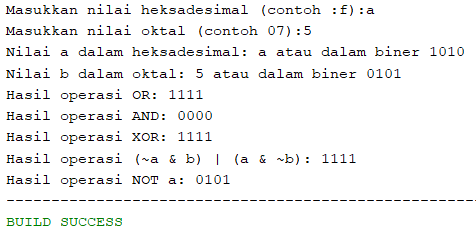 Masukkan nilai heksadesimal (contoh :f):a
Masukkan nilai oktal (contoh 07):5
Nilai a dalam heksadesimal: a atau dalam biner 1010
Nilai b dalam oktal: 5 atau dalam biner 0101
Hasil operasi OR: 1111
Hasil operasi AND: 0000
Hasil operasi XOR: 1111
Hasil operasi (~a & b) | (a & ~b): 1111
Hasil operasi NOT a: 0101
-----------------------------------------------------
BUILD SUCCESS